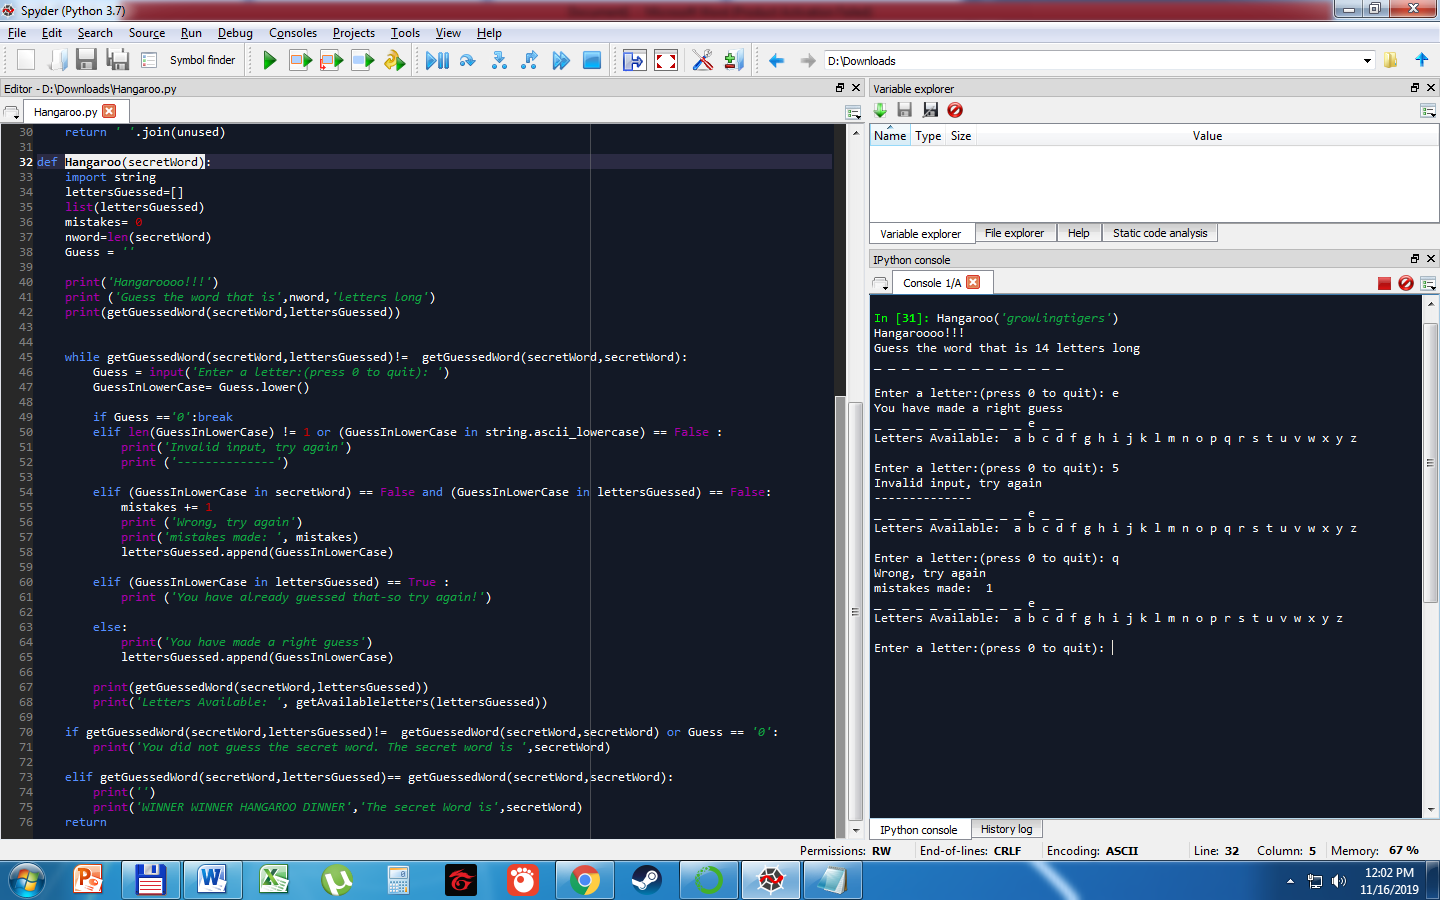 Spyder (Python 3.7)
File Edit Search Source Run Debug Consoles Projects Tools View Help
Symbol finder
D:\Downloads
Editor - D:\Downloads\Hangaroo.py
Hangaroo.py
30 return ' '.join(unused)
31
32 def Hangaroo(secretWord):
33 import string
34 lettersGuessed=[]
35 list(lettersGuessed)
36 mistakes= 0
37 nword=len(secretWord)
38 Guess = ''
39
40 print('Hangaroooo!!!')
41 print ('Guess the word that is',nword,'letters long')
42 print(getGuessedWord(secretWord,lettersGuessed))
43
44
45 while getGuessedWord(secretWord,lettersGuessed)!=  getGuessedWord(secretWord,secretWord):
46 Guess = input('Enter a letter:(press 0 to quit): ')
47 GuessInLowerCase= Guess.lower()
48
49 if Guess =='0':break
50 elif len(GuessInLowerCase) != 1 or (GuessInLowerCase in string.ascii_lowercase) == False :
51 print('Invalid input, try again')
52 print ('--------------')
53
54 elif (GuessInLowerCase in secretWord) == False and (GuessInLowerCase in lettersGuessed) == False:
55 mistakes += 1
56 print ('Wrong, try again')
57 print('mistakes made: ', mistakes)
58 lettersGuessed.append(GuessInLowerCase)
59
60 elif (GuessInLowerCase in lettersGuessed) == True :
61 print ('You have already guessed that-so try again!')
62
63 else:
64 print('You have made a right guess')
65 lettersGuessed.append(GuessInLowerCase)
66
67 print(getGuessedWord(secretWord,lettersGuessed))
68 print('Letters Available: ', getAvailableletters(lettersGuessed))
69
70 if getGuessedWord(secretWord,lettersGuessed)!=  getGuessedWord(secretWord,secretWord) or Guess == '0':
71 print('You did not guess the secret word. The secret word is ',secretWord)
72
73 elif getGuessedWord(secretWord,lettersGuessed)== getGuessedWord(secretWord,secretWord):
74 print('')
75 print('WINNER WINNER HANGAROO DINNER','The secret Word is',secretWord)
76 return
Variable explorer
Name Type Size Value
Variable explorer File explorer Help Static code analysis
IPython console
Console 1/A
In [31]: Hangaroo('growlingtigers')
Hangaroooo!!!
Guess the word that is 14 letters long
_ _ _ _ _ _ _ _ _ _ _ _ _ _
Enter a letter:(press 0 to quit): e
You have made a right guess
_ _ _ _ _ _ _ _ _ _ _ e _ _
Letters Available:  a b c d f g h i j k l m n o p q r s t u v w x y z
Enter a letter:(press 0 to quit): 5
Invalid input, try again
--------------
_ _ _ _ _ _ _ _ _ _ _ e _ _
Letters Available:  a b c d f g h i j k l m n o p q r s t u v w x y z
Enter a letter:(press 0 to quit): q
Wrong, try again
mistakes made:  1
_ _ _ _ _ _ _ _ _ _ _ e _ _
Letters Available:  a b c d f g h i j k l m n o p r s t u v w x y z
Enter a letter:(press 0 to quit):
IPython console History log
Permissions: RW End-of-lines: CRLF Encoding: ASCII Line: 32 Column: 5 Memory: 67 %
12:02 PM
11/16/2019